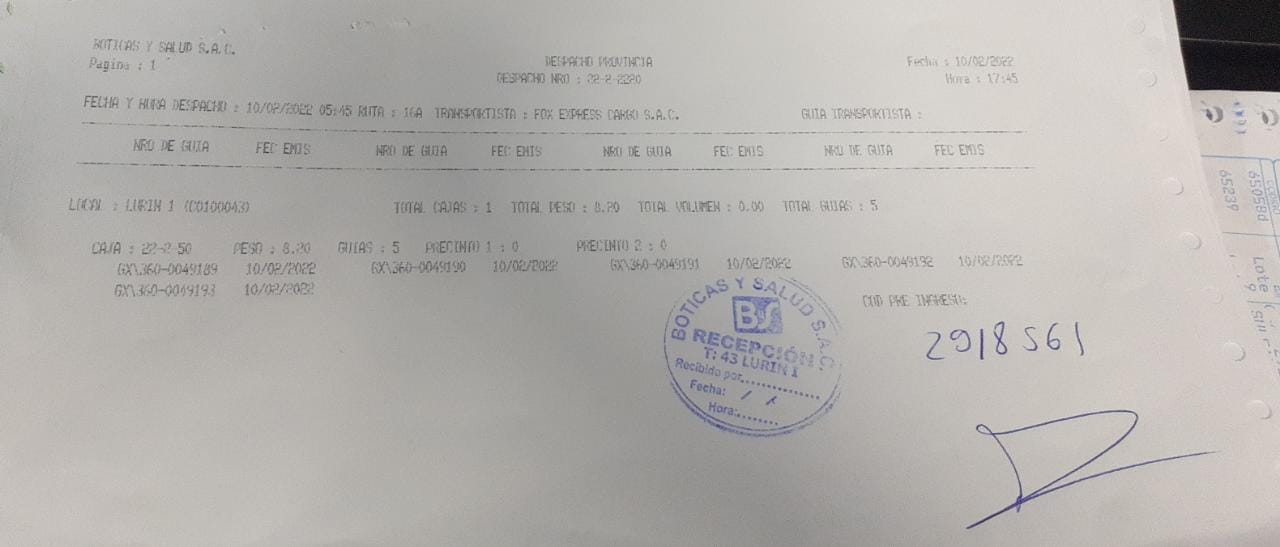 BOTICAS Y SALUD S.A.C.
Pagina : 1
DESPACHO PROVINCIA
DESPACHO NRO : 22-2-2220
Fecha : 10/02/2022
Hora : 17:45
FECHA Y HORA DESPACHO : 10/02/2022 05:45 RUTA : 16A TRANSPORTISTA : FOX EXPRESS CARGO S.A.C. GUIA TRANSPORTISTA :
NRO DE GUIA FEC EMIS NRO DE GUIA FEC EMIS NRO DE GUIA FEC EMIS NRO DE GUIA FEC EMIS
LOCAL : LURIN 1 (C0100043) TOTAL CAJAS : 1 TOTAL PESO : 8.20 TOTAL VOLUMEN : 0.00 TOTAL GUIAS : 5
CAJA : 22-2-50 PESO : 8.20 GUIAS : 5 PRECINTO 1 : 0 PRECINTO 2 : 0
GX\360-0049189 10/02/2022 GX\360-0049190 10/02/2022 GX\360-0049191 10/02/2022 GX\360-0049192 10/02/2022
GX\360-0049193 10/02/2022
COD PRE INGRESO:
2918561
BOTICAS Y SALUD S.A.C.
BS
RECEPCIÓN
T: 43 LURIN I
Recibido por..............
Fecha: / /
Hora:........
650580
65239
Lote